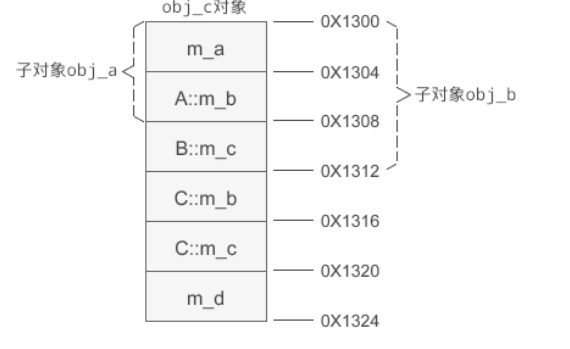 obj_c对象
0X1300
m_a
子对象obj_a
0X1304
子对象obj_b
A::m_b
0X1308
B::m_c
0X1312
C::m_b
0X1316
C::m_c
0X1320
m_d
0X1324